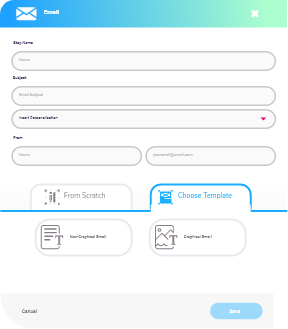 Email
Step Name
Name
Subject
Email Subject
Insert Personalization
From
Name
youremail@email.com
From Scratch
Choose Template
Non-Graphical Email
Graphical Email
Cancel
Save